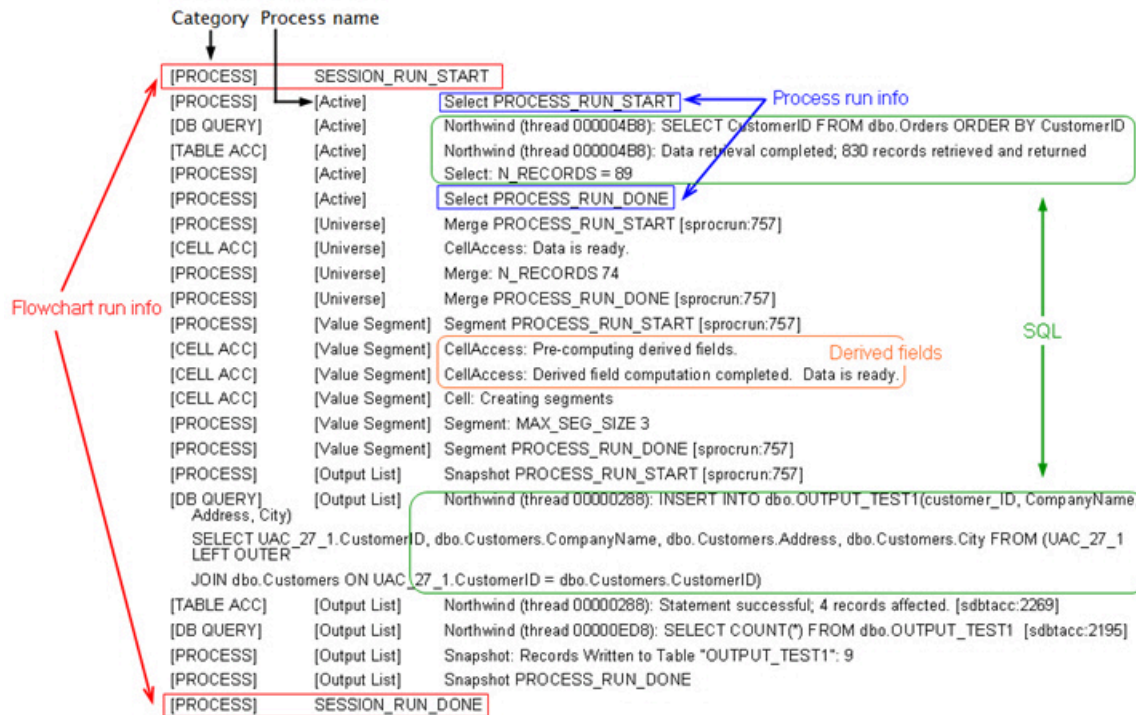 Category Process name
[PROCESS] SESSION_RUN_START
[PROCESS] [Active] Select PROCESS_RUN_START Process run info
[DB QUERY] [Active] Northwind (thread 000004B8): SELECT CustomerID FROM dbo.Orders ORDER BY CustomerID
[TABLE ACC] [Active] Northwind (thread 000004B8): Data retrieval completed; 830 records retrieved and returned
[PROCESS] [Active] Select: N_RECORDS = 89
[PROCESS] [Active] Select PROCESS_RUN_DONE
[PROCESS] [Universe] Merge PROCESS_RUN_START [sprocrun:757]
[CELL ACC] [Universe] CellAccess: Data is ready.
[PROCESS] [Universe] Merge: N_RECORDS 74
[PROCESS] [Universe] Merge PROCESS_RUN_DONE [sprocrun:757]
Flowchart run info
[PROCESS] [Value Segment] Segment PROCESS_RUN_START [sprocrun:757]
SQL
[CELL ACC] [Value Segment] CellAccess: Pre-computing derived fields. Derived fields
[CELL ACC] [Value Segment] CellAccess: Derived field computation completed. Data is ready.
[CELL ACC] [Value Segment] Cell: Creating segments
[PROCESS] [Value Segment] Segment: MAX_SEG_SIZE 3
[PROCESS] [Value Segment] Segment PROCESS_RUN_DONE [sprocrun:757]
[PROCESS] [Output List] Snapshot PROCESS_RUN_START [sprocrun:757]
[DB QUERY] [Output List] Northwind (thread 00000288): INSERT INTO dbo.OUTPUT_TEST1(customer_ID, CompanyName
Address, City)
SELECT UAC_27_1.CustomerID, dbo.Customers.CompanyName, dbo.Customers.Address, dbo.Customers.City FROM (UAC_27_1
LEFT OUTER
JOIN dbo.Customers ON UAC_27_1.CustomerID = dbo.Customers.CustomerID)
[TABLE ACC] [Output List] Northwind (thread 00000288): Statement successful; 4 records affected. [sdbtacc:2269]
[DB QUERY] [Output List] Northwind (thread 00000ED8): SELECT COUNT(*) FROM dbo.OUTPUT_TEST1 [sdbtacc:2195]
[PROCESS] [Output List] Snapshot: Records Written to Table "OUTPUT_TEST1": 9
[PROCESS] [Output List] Snapshot PROCESS_RUN_DONE
[PROCESS] SESSION_RUN_DONE